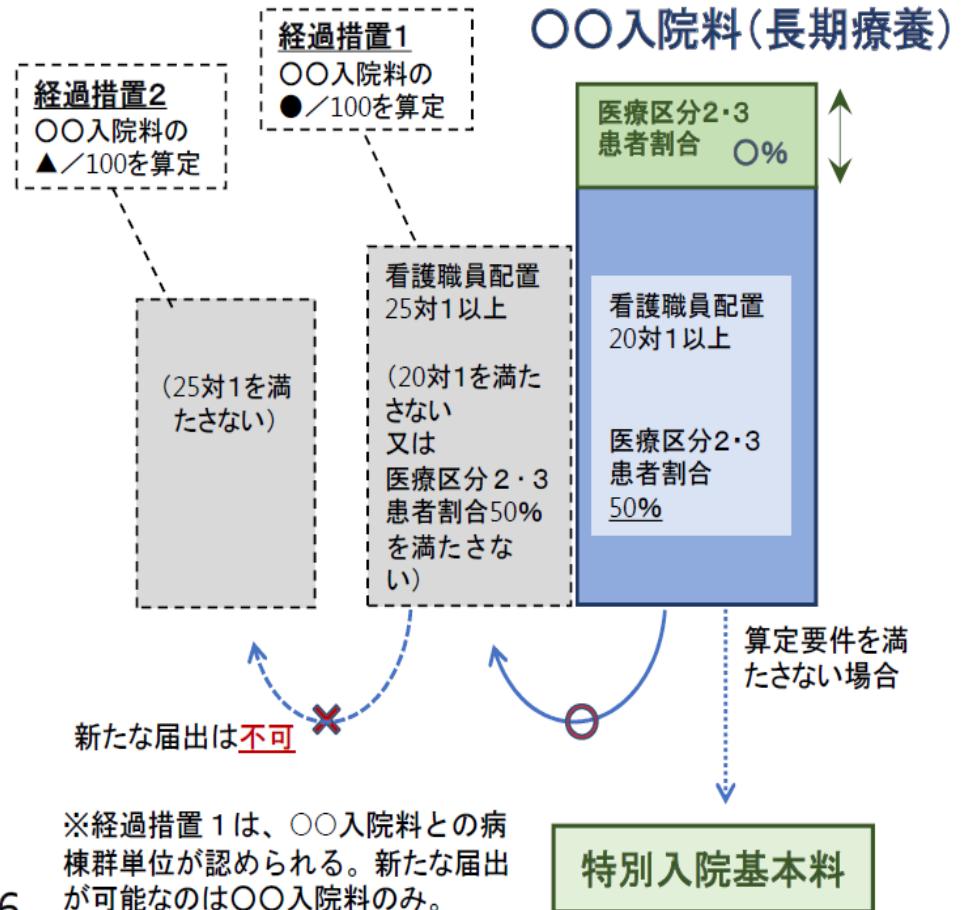 〇〇入院料(長期療養)
経過措置1
〇〇入院料の
●／100を算定
経過措置2
〇〇入院料の
▲／100を算定
医療区分2・3
患者割合 〇%
看護職員配置
20対1以上
医療区分2・3
患者割合
50%
看護職員配置
25対1以上
（20対1を満た
さない
又は
医療区分２・３
患者割合50%
を満たさな
い）
（25対1を満
たさない）
算定要件を満
たさない場合
新たな届出は不可
※経過措置１は、○○入院料との病
棟群単位が認められる。新たな届出
が可能なのは〇〇入院料のみ。
特別入院基本料
6